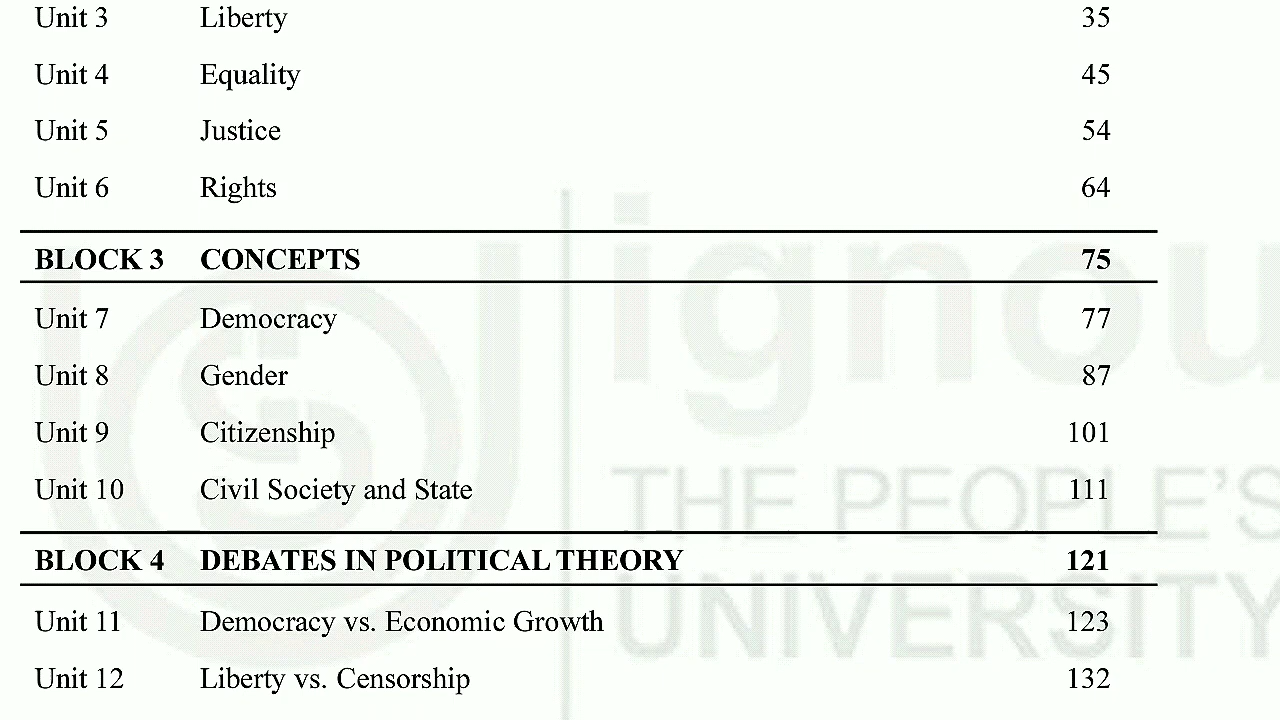 Unit 3 Liberty 35
Unit 4 Equality 45
Unit 5 Justice 54
Unit 6 Rights 64
BLOCK 3 CONCEPTS 75
Unit 7 Democracy 77
Unit 8 Gender 87
Unit 9 Citizenship 101
Unit 10 Civil Society and State 111
BLOCK 4 DEBATES IN POLITICAL THEORY 121
Unit 11 Democracy vs. Economic Growth 123
Unit 12 Liberty vs. Censorship 132
ignou
THE PEOPLE'S
UNIVERSITY